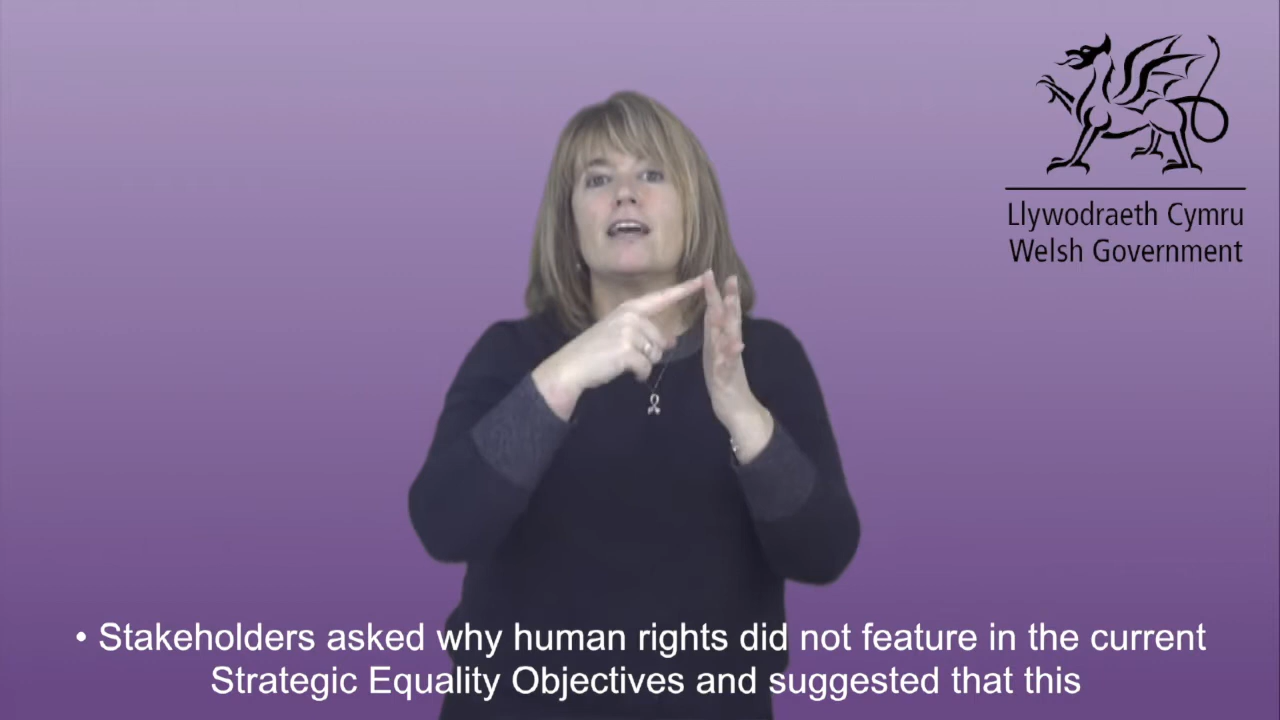 Llywodraeth Cymru
Welsh Government
• Stakeholders asked why human rights did not feature in the current
Strategic Equality Objectives and suggested that this